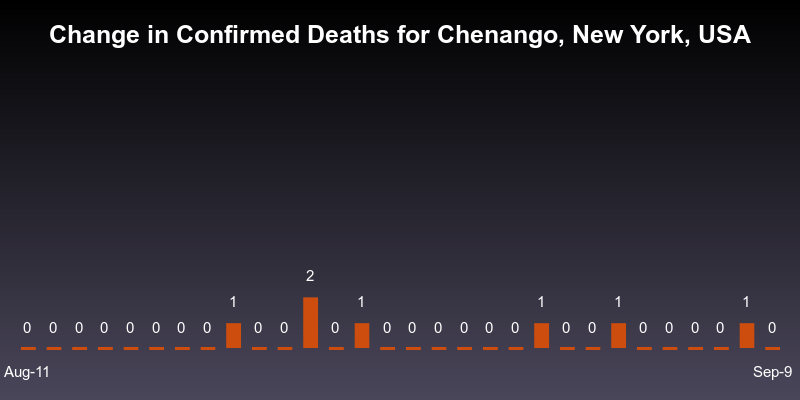 Change in Confirmed Deaths for Chenango, New York, USA
2
1 1 1 1 1
0 0 0 0 0 0 0 0 0 0 0 0 0 0 0 0 0 0 0 0 0 0 0 0
Aug-11 Sep-9